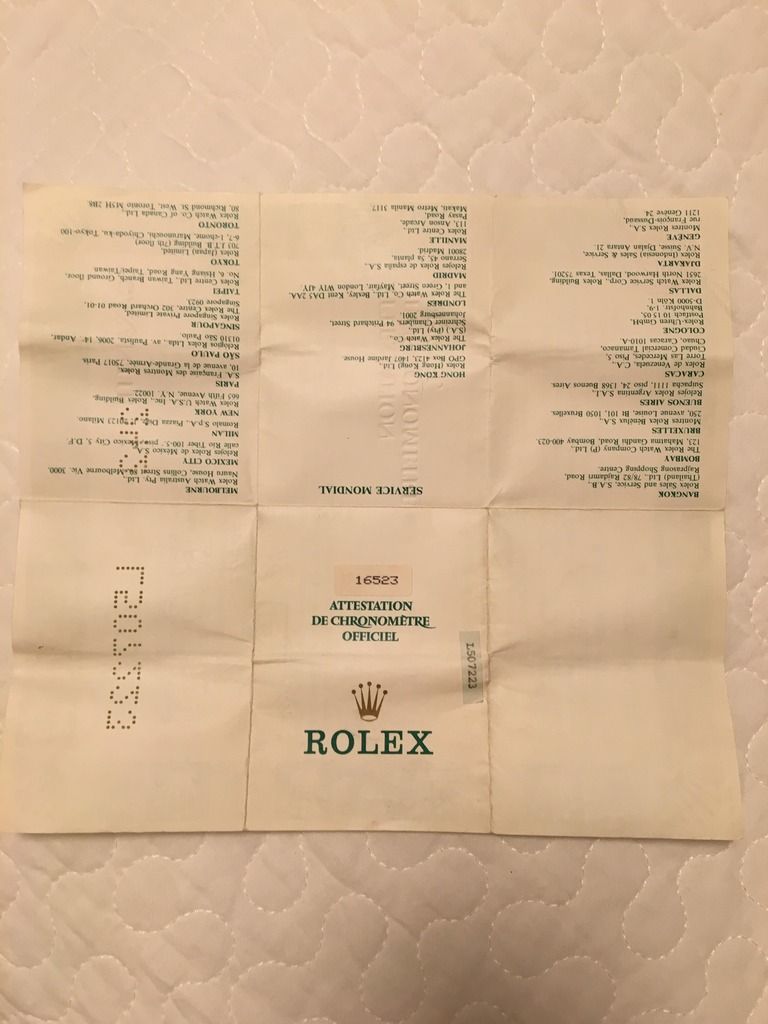 BANGKOK
Rolex Sales and Service, S.A.B.,
(Thailand) Ltd., 78/82 Rajdamri Road
Rajprasong Shopping Centre.
BOMBAY
The Rolex Watch Company (P) Ltd.,
123, Mahatma Gandhi Road, Bombay 400-023
BRUXELLES
Montres Rolex Benelux S.A.,
250, avenue Louise, Bt 101, 1050 Bruxelles
BUENOS AIRES
Rolex Argentina S.A.I.,
Suipacha 1111, piso 24, 1368 Buenos Aires
CARACAS
Relojes Rolex de Venezuela, C.A.,
Torre Las Mercedes, Piso 5,
Ciudad Comercial Tamanaco,
Chuao, Caracas 1010-A
COLOGNE
Rolex-Uhren-GmbH,
Bahnhofstr. 1-9,
Postfach 10 15 05,
D-5000 Köln 1.
DALLAS
Rolex Watch Service Corp., Rolex Building,
2651 North Harwood, Dallas, Texas 75201
DJAKARTA
Rolex (Indonesia) Sales & Service,
N.V. Suisse, Djalan Antara 21.
GENÈVE
Montres Rolex S.A.,
rue François-Dussaud,
1211 Genève 24
SERVICE MONDIAL
HONG KONG
Rolex (Hong Kong) Ltd.,
GPO Box 4123, 1407 Jardine House
JOHANNESBURG
The Rolex Watch Co.,
(S.A.) (Pty) Ltd.,
Schreiner Chambers, 94 Pritchard Street,
Johannesburg 2001
LONDRES
The Rolex Watch Co. Ltd., Bexley, Kent DA5 2AA
and 1, Green Street, Mayfair, London W1Y 4JY
MADRID
Relojes Rolex de España, S.A.,
Serrano, 45, 5a planta,
28001 Madrid.
MANILLE
Rolex Centre Ltd.,
113, Anson Arcade,
Passy Road,
Makati, Metro Manila 3117
MELBOURNE
Rolex Watch Australia Pty. Ltd.,
Nauru House, Collins Street 80, Melbourne Vic. 3000.
MEXICO CITY
Relojes Rolex de México S.A.,
calle Rio Tiber 100-5° piso, Mexico City 5, D.F.
MILAN
Rolex S.p.A., Piazza 20123 Milano
NEW YORK
Rolex Watch U.S.A. Inc., Rolex Building,
665 Fifth Avenue, N.Y. 10022.
PARIS
S.A. Française des Montres Rolex,
10, avenue de la Grande-Armée, 75017 Paris
SÃO PAULO
Relógios Rolex Ltda., av. Paulista, 2006, 14° Andar,
01310 São Paulo
SINGAPOUR
Rolex Singapore Private Limited,
The Rolex Centre, 302 Orchard Road 01-01,
Singapore 0923
TAIPEI
Rolex Centre Ltd., Taiwan Branch, Ground floor,
No. 6, Hsiung Yang Road, Taipei/Taiwan
TOKYO
Rolex (Japan) Limited,
703 J.T.B. Building (7th floor)
6-7, 1-chome, Marunouchi, Chiyoda-ku, Tokyo-100
TORONTO
Rolex Watch Co. of Canada Ltd.,
80, Richmond St. West, Toronto M5H 2B8
L507223
16523
ATTESTATION
DE CHRONOMÈTRE
OFFICIEL
L507223
ROLEX